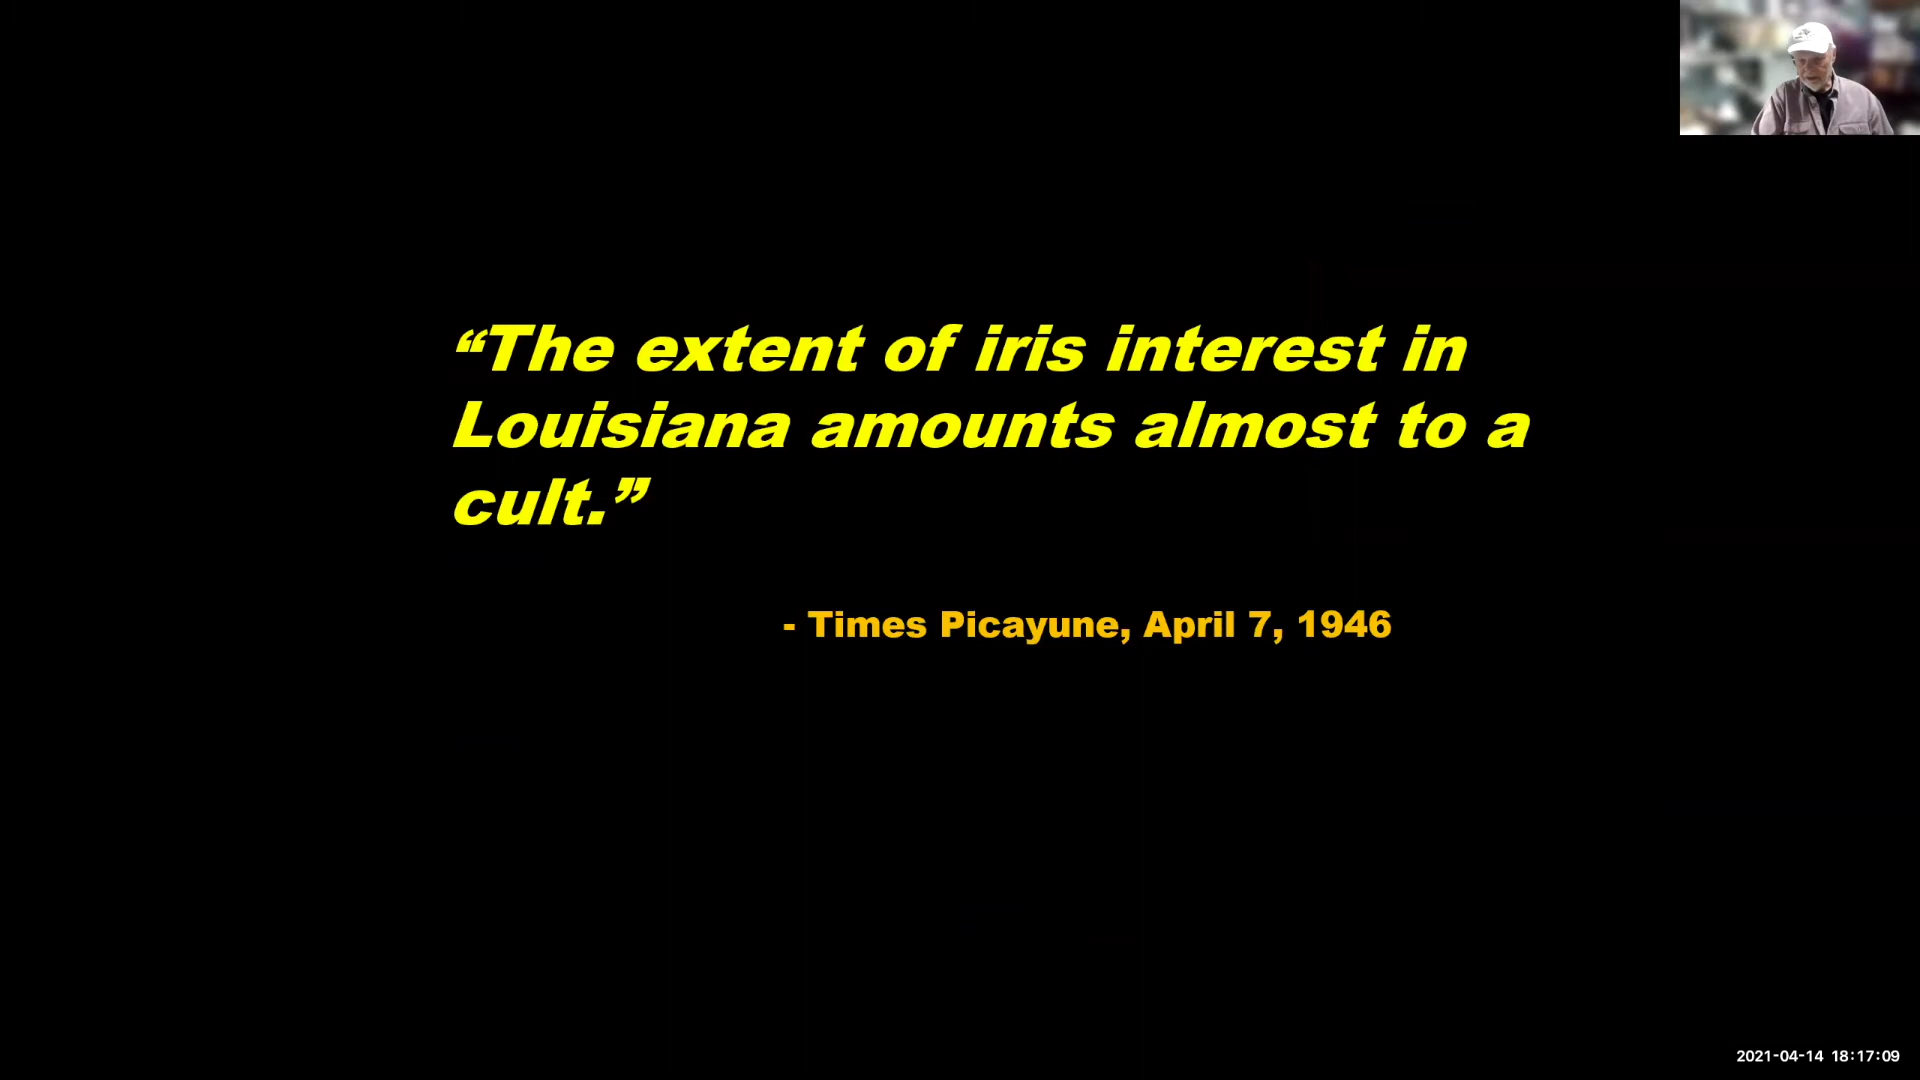 “The extent of iris interest in
Louisiana amounts almost to a
cult.”
- Times Picayune, April 7, 1946
2021-04-14 18:17:09